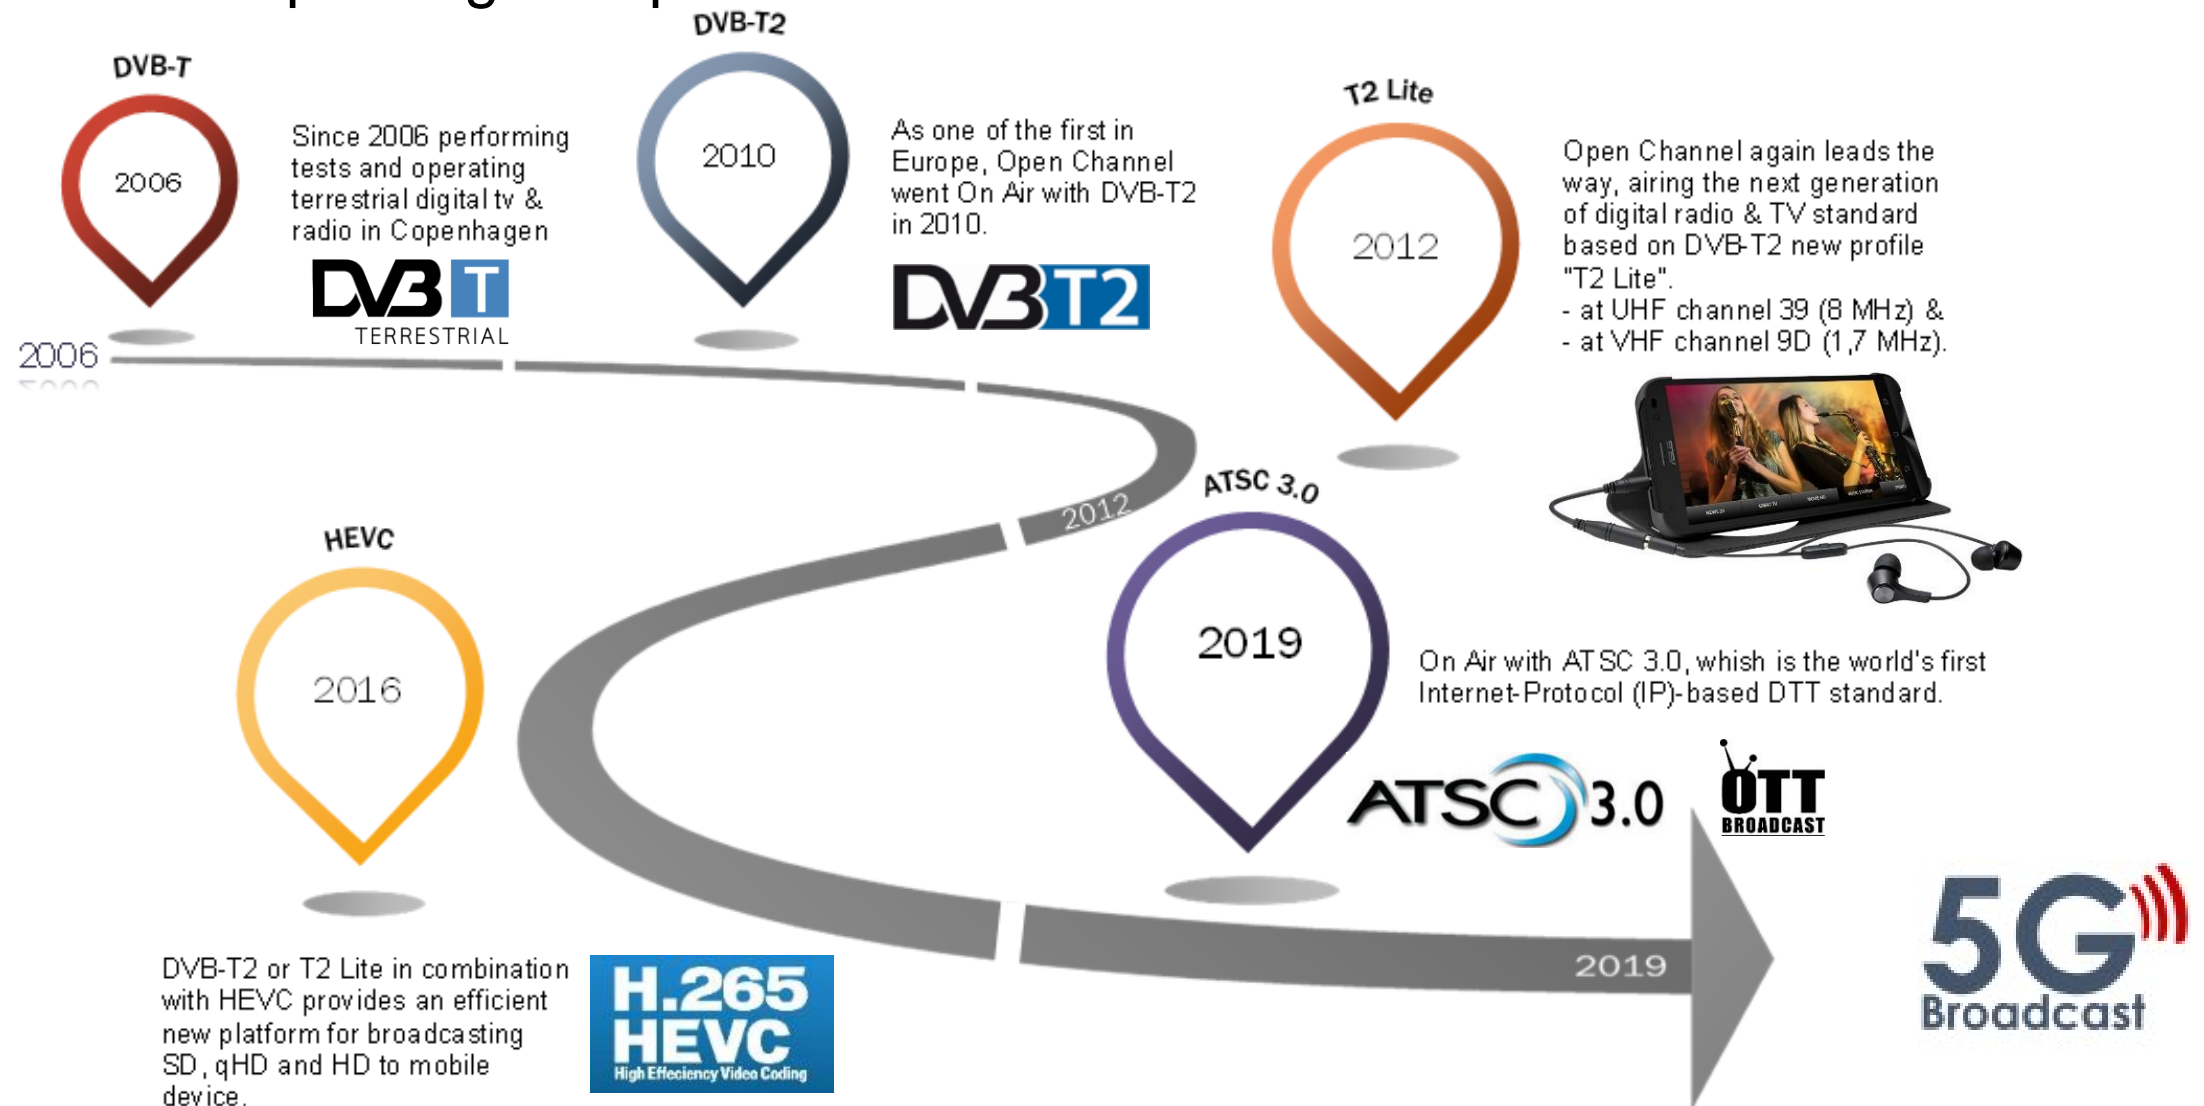 DVB-T
2006
Since 2006 performing
tests and operating
terrestrial digital tv &
radio in Copenhagen
DVB T
TERRESTRIAL
DVB-T2
2010
As one of the first in
Europe, Open Channel
went On Air with DVB-T2
in 2010.
DVB T2
T2 Lite
2012
Open Channel again leads the
way, airing the next generation
of digital radio & TV standard
based on DVB-T2 new profile
"T2 Lite".
- at UHF channel 39 (8 MHz) &
- at VHF channel 9D (1,7 MHz).
2006
2012
HEVC
2016
DVB-T2 or T2 Lite in combination
with HEVC provides an efficient
new platform for broadcasting
SD, qHD and HD to mobile
device.
H.265
HEVC
High Effeciency Video Coding
ATSC 3.0
2019
On Air with ATSC 3.0, whish is the world's first
Internet-Protocol (IP)-based DTT standard.
ATSC 3.0
OTT
BROADCAST
2019
5G
Broadcast